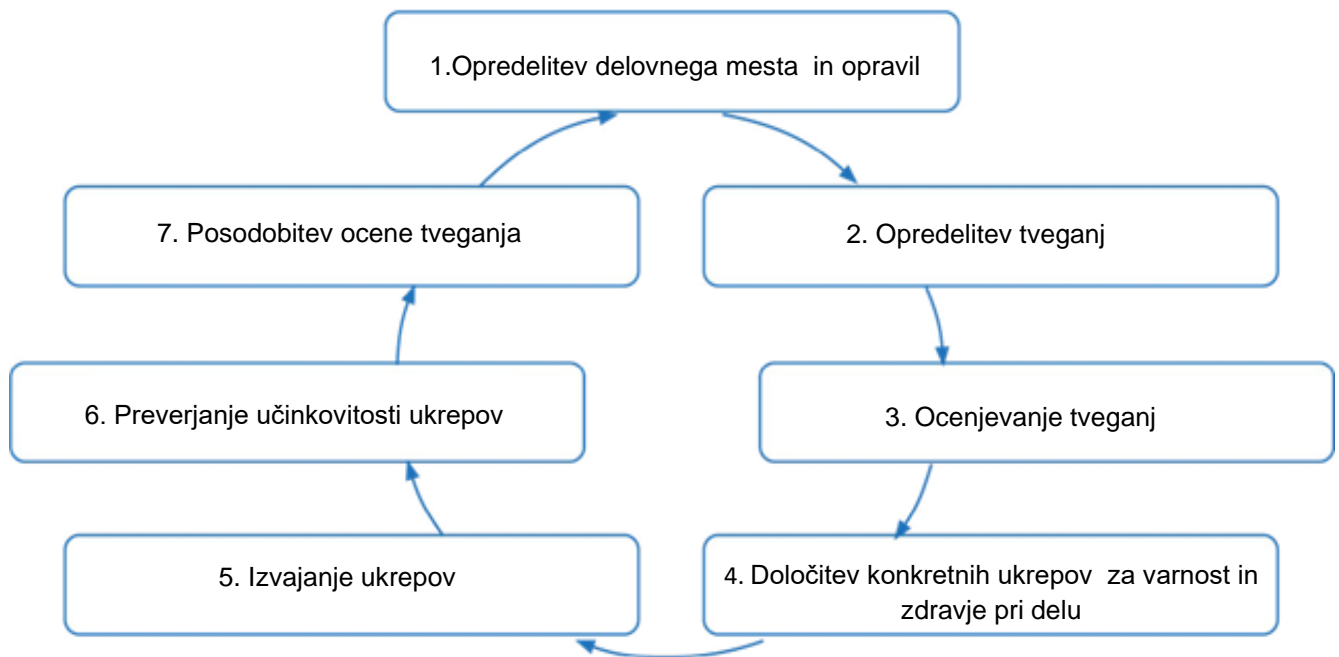 1.Opredelitev delovnega mesta  in opravil
2. Opredelitev tveganj
3. Ocenjevanje tveganj
4. Določitev konkretnih ukrepov  za varnost in
zdravje pri delu
5. Izvajanje ukrepov
6. Preverjanje učinkovitosti ukrepov
7. Posodobitev ocene tveganja